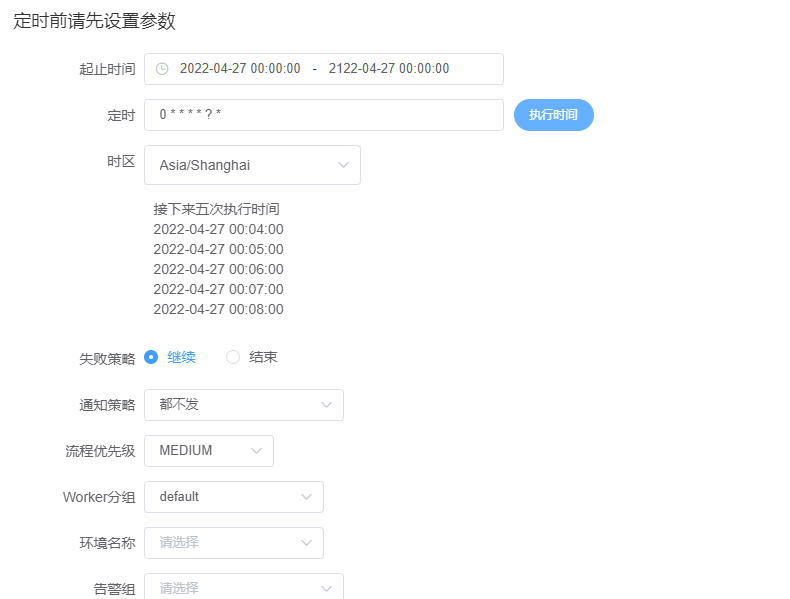 定时前请先设置参数
起止时间 2022-04-27 00:00:00 - 2122-04-27 00:00:00
定时 0 * * * * ? * 执行时间
时区 Asia/Shanghai
接下来五次执行时间
2022-04-27 00:04:00
2022-04-27 00:05:00
2022-04-27 00:06:00
2022-04-27 00:07:00
2022-04-27 00:08:00
失败策略 继续 结束
通知策略 都不发
流程优先级 MEDIUM
Worker分组 default
环境名称 请选择
告警组 请选择